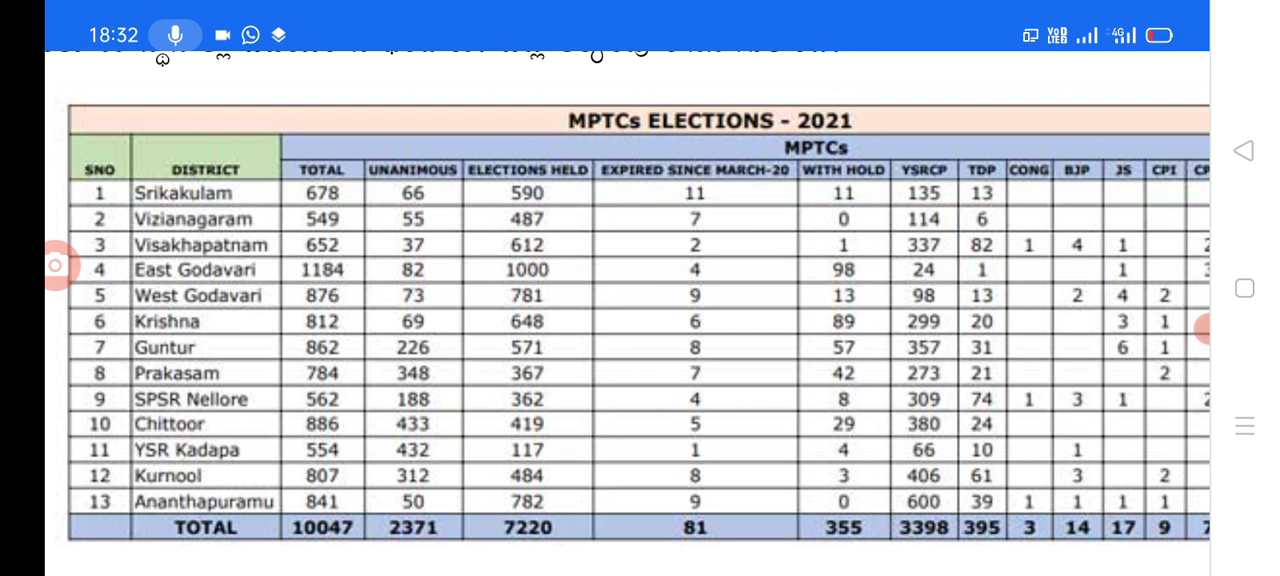 18:32
MPTCs ELECTIONS - 2021
MPTCs
SNO DISTRICT TOTAL UNANIMOUS ELECTIONS HELD EXPIRED SINCE MARCH-20 WITH HOLD YSRCP TDP CONG BJP JS CPI
1 Srikakulam 678 66 590 11 11 135 13
2 Vizianagaram 549 55 487 7 0 114 6
3 Visakhapatnam 652 37 612 2 1 337 82 1 4 1
4 East Godavari 1184 82 1000 4 98 24 1 1
5 West Godavari 876 73 781 9 13 98 13 2 4 2
6 Krishna 812 69 648 6 89 299 20 3 1
7 Guntur 862 226 571 8 57 357 31 6 1
8 Prakasam 784 348 367 7 42 273 21 2
9 SPSR Nellore 562 188 362 4 8 309 74 1 3 1
10 Chittoor 886 433 419 5 29 380 24
11 YSR Kadapa 554 432 117 1 4 66 10 1
12 Kurnool 807 312 484 8 3 406 61 3 2
13 Ananthapuramu 841 50 782 9 0 600 39 1 1 1 1
TOTAL 10047 2371 7220 81 355 3398 395 3 14 17 9